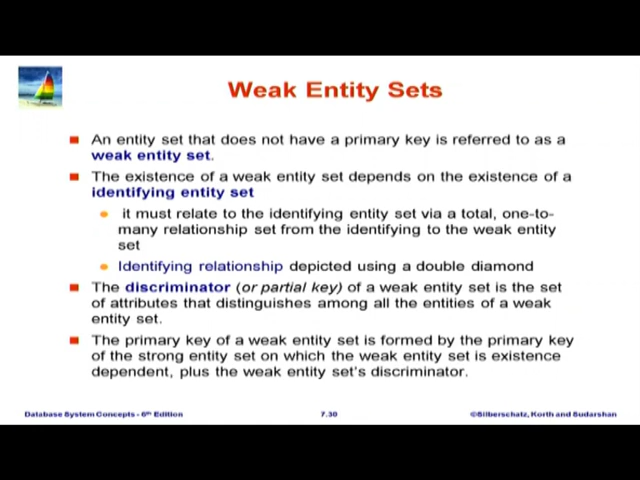 Weak Entity Sets
An entity set that does not have a primary key is referred to as a
weak entity set.
The existence of a weak entity set depends on the existence of a
identifying entity set
it must relate to the identifying entity set via a total, one-to-
many relationship set from the identifying to the weak entity
set
Identifying relationship depicted using a double diamond
The discriminator (or partial key) of a weak entity set is the set
of attributes that distinguishes among all the entities of a weak
entity set.
The primary key of a weak entity set is formed by the primary key
of the strong entity set on which the weak entity set is existence
dependent, plus the weak entity set's discriminator.
Database System Concepts - 6th Edition
7.30
©Silberschatz, Korth and Sudarshan